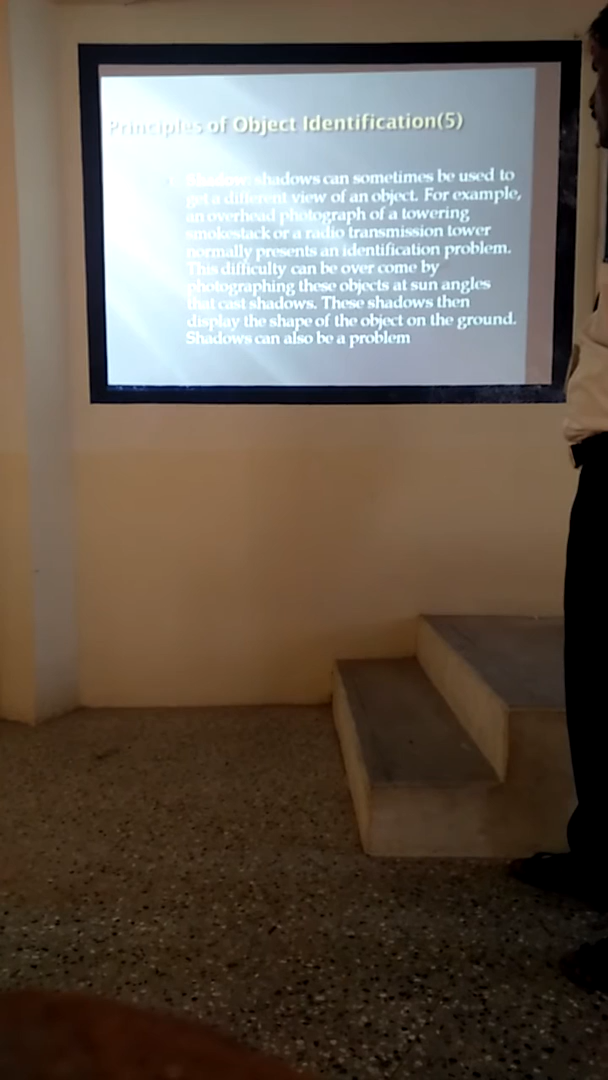 Principles of Object Identification(5)
Shadow: shadows can sometimes be used to
get a different view of an object. For example,
an overhead photograph of a towering
smokestack or a radio transmission tower
normally presents an identification problem.
This difficulty can be over come by
photographing these objects at sun angles
that cast shadows. These shadows then
display the shape of the object on the ground.
Shadows can also be a problem